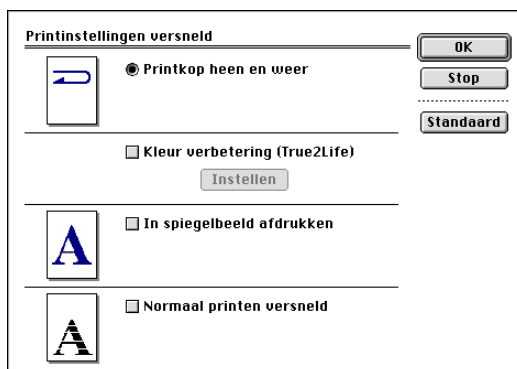 Printinstellingen versneld
OK
Printkop heen en weer
Stop
Standaard
Kleur verbetering (True2Life)
Instellen
A
In spiegelbeeld afdrukken
A
Normaal printen versneld